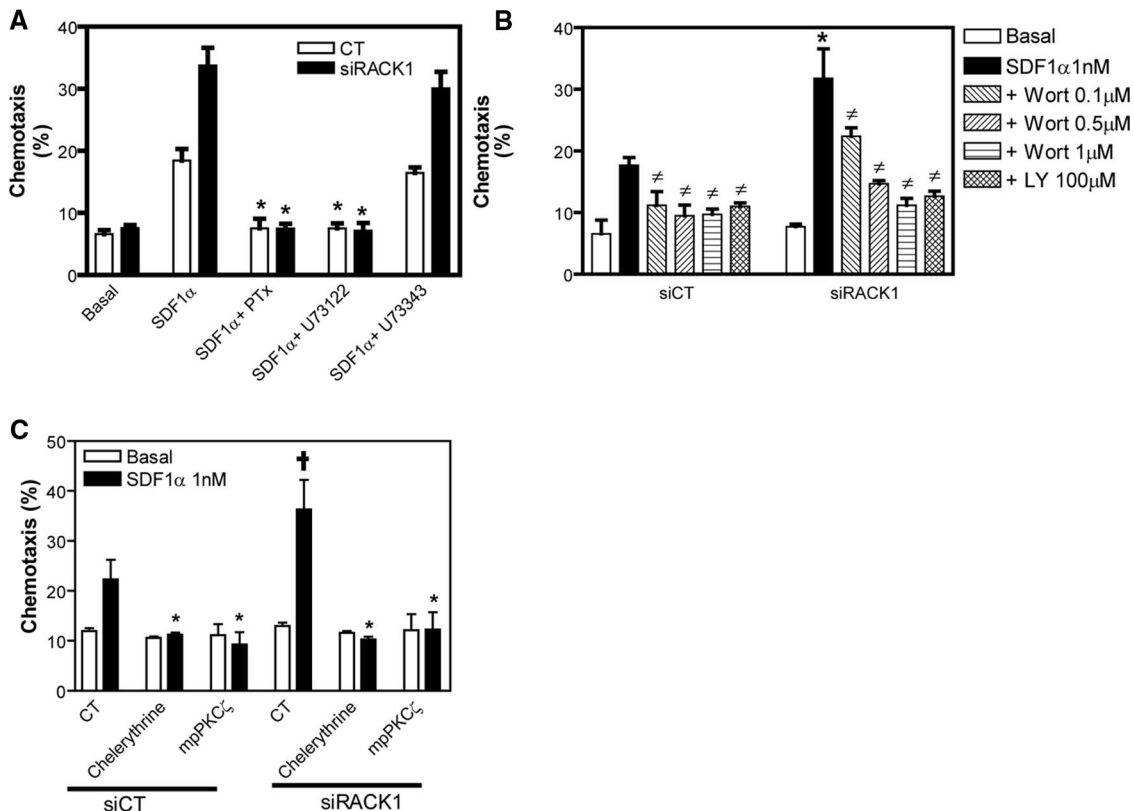 A
40
30
20
10
0
Chemotaxis
(%)
CT
siRACK1
*
*
*
*
Basal
SDF1α
SDF1α+ PTx
SDF1α+ U73122
SDF1α+ U73343
B
40
30
20
10
0
Chemotaxis
(%)
*
≠
≠
≠
≠
≠
≠
≠
≠
siCT
siRACK1
Basal
SDF1α 1nM
+ Wort 0.1μM
+ Wort 0.5μM
+ Wort 1μM
+ LY 100μM
C
50
40
30
20
10
0
Chemotaxis (%)
Basal
SDF1α 1nM
*
*
✝
*
*
CT
Chelerythrine
mpPKCζ
CT
Chelerythrine
mpPKCζ
siCT
siRACK1